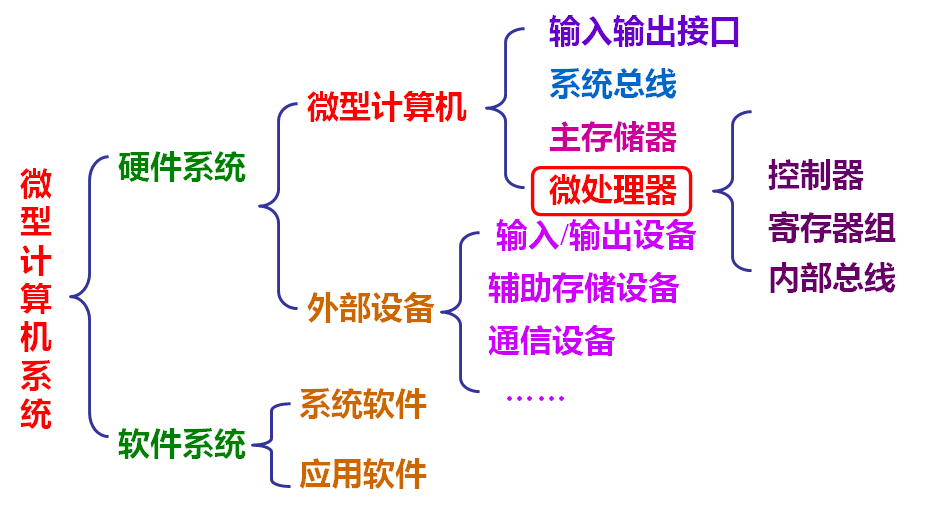 微型计算机系统
硬件系统
微型计算机
输入输出接口
系统总线
主存储器
微处理器
控制器
寄存器组
内部总线
外部设备
输入/输出设备
辅助存储设备
通信设备
……
软件系统
系统软件
应用软件